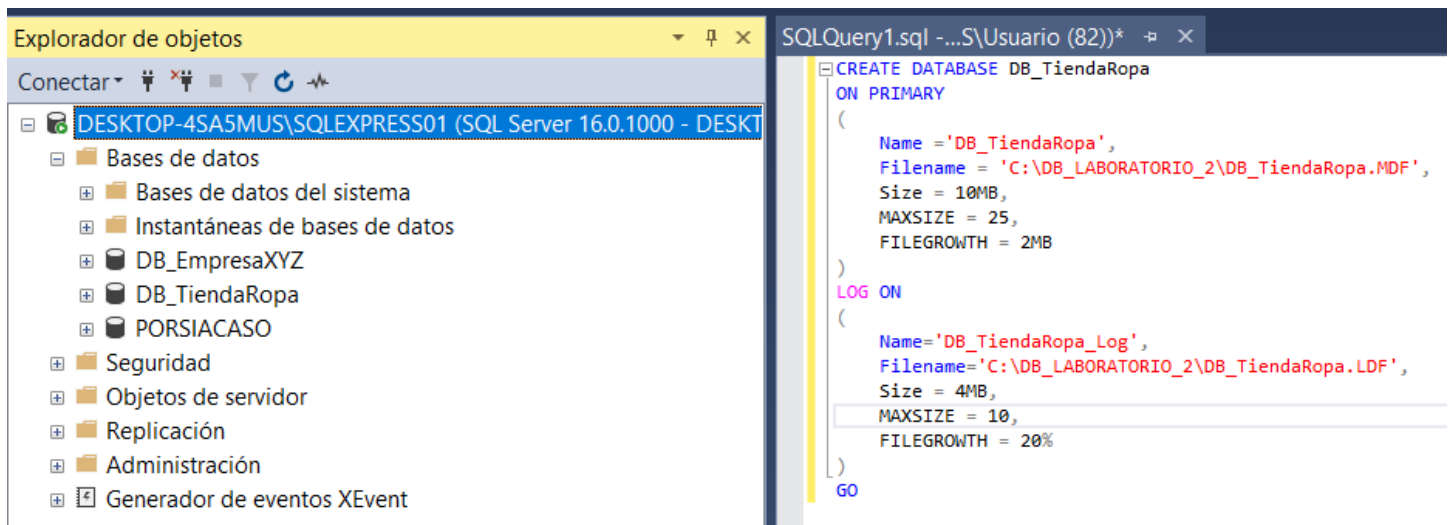 Explorador de objetos
Conectar
DESKTOP-4SA5MUS\SQLEXPRESS01 (SQL Server 16.0.1000 - DESKT
Bases de datos
Bases de datos del sistema
Instantáneas de bases de datos
DB_EmpresaXYZ
DB_TiendaRopa
PORSIACASO
Seguridad
Objetos de servidor
Replicación
Administración
Generador de eventos XEvent
SQLQuery1.sql -...S\Usuario (82))*
CREATE DATABASE DB_TiendaRopa
ON PRIMARY
(
Name ='DB_TiendaRopa',
Filename = 'C:\DB_LABORATORIO_2\DB_TiendaRopa.MDF',
Size = 10MB,
MAXSIZE = 25,
FILEGROWTH = 2MB
)
LOG ON
(
Name='DB_TiendaRopa_Log',
Filename='C:\DB_LABORATORIO_2\DB_TiendaRopa.LDF',
Size = 4MB,
MAXSIZE = 10,
FILEGROWTH = 20%
)
GO